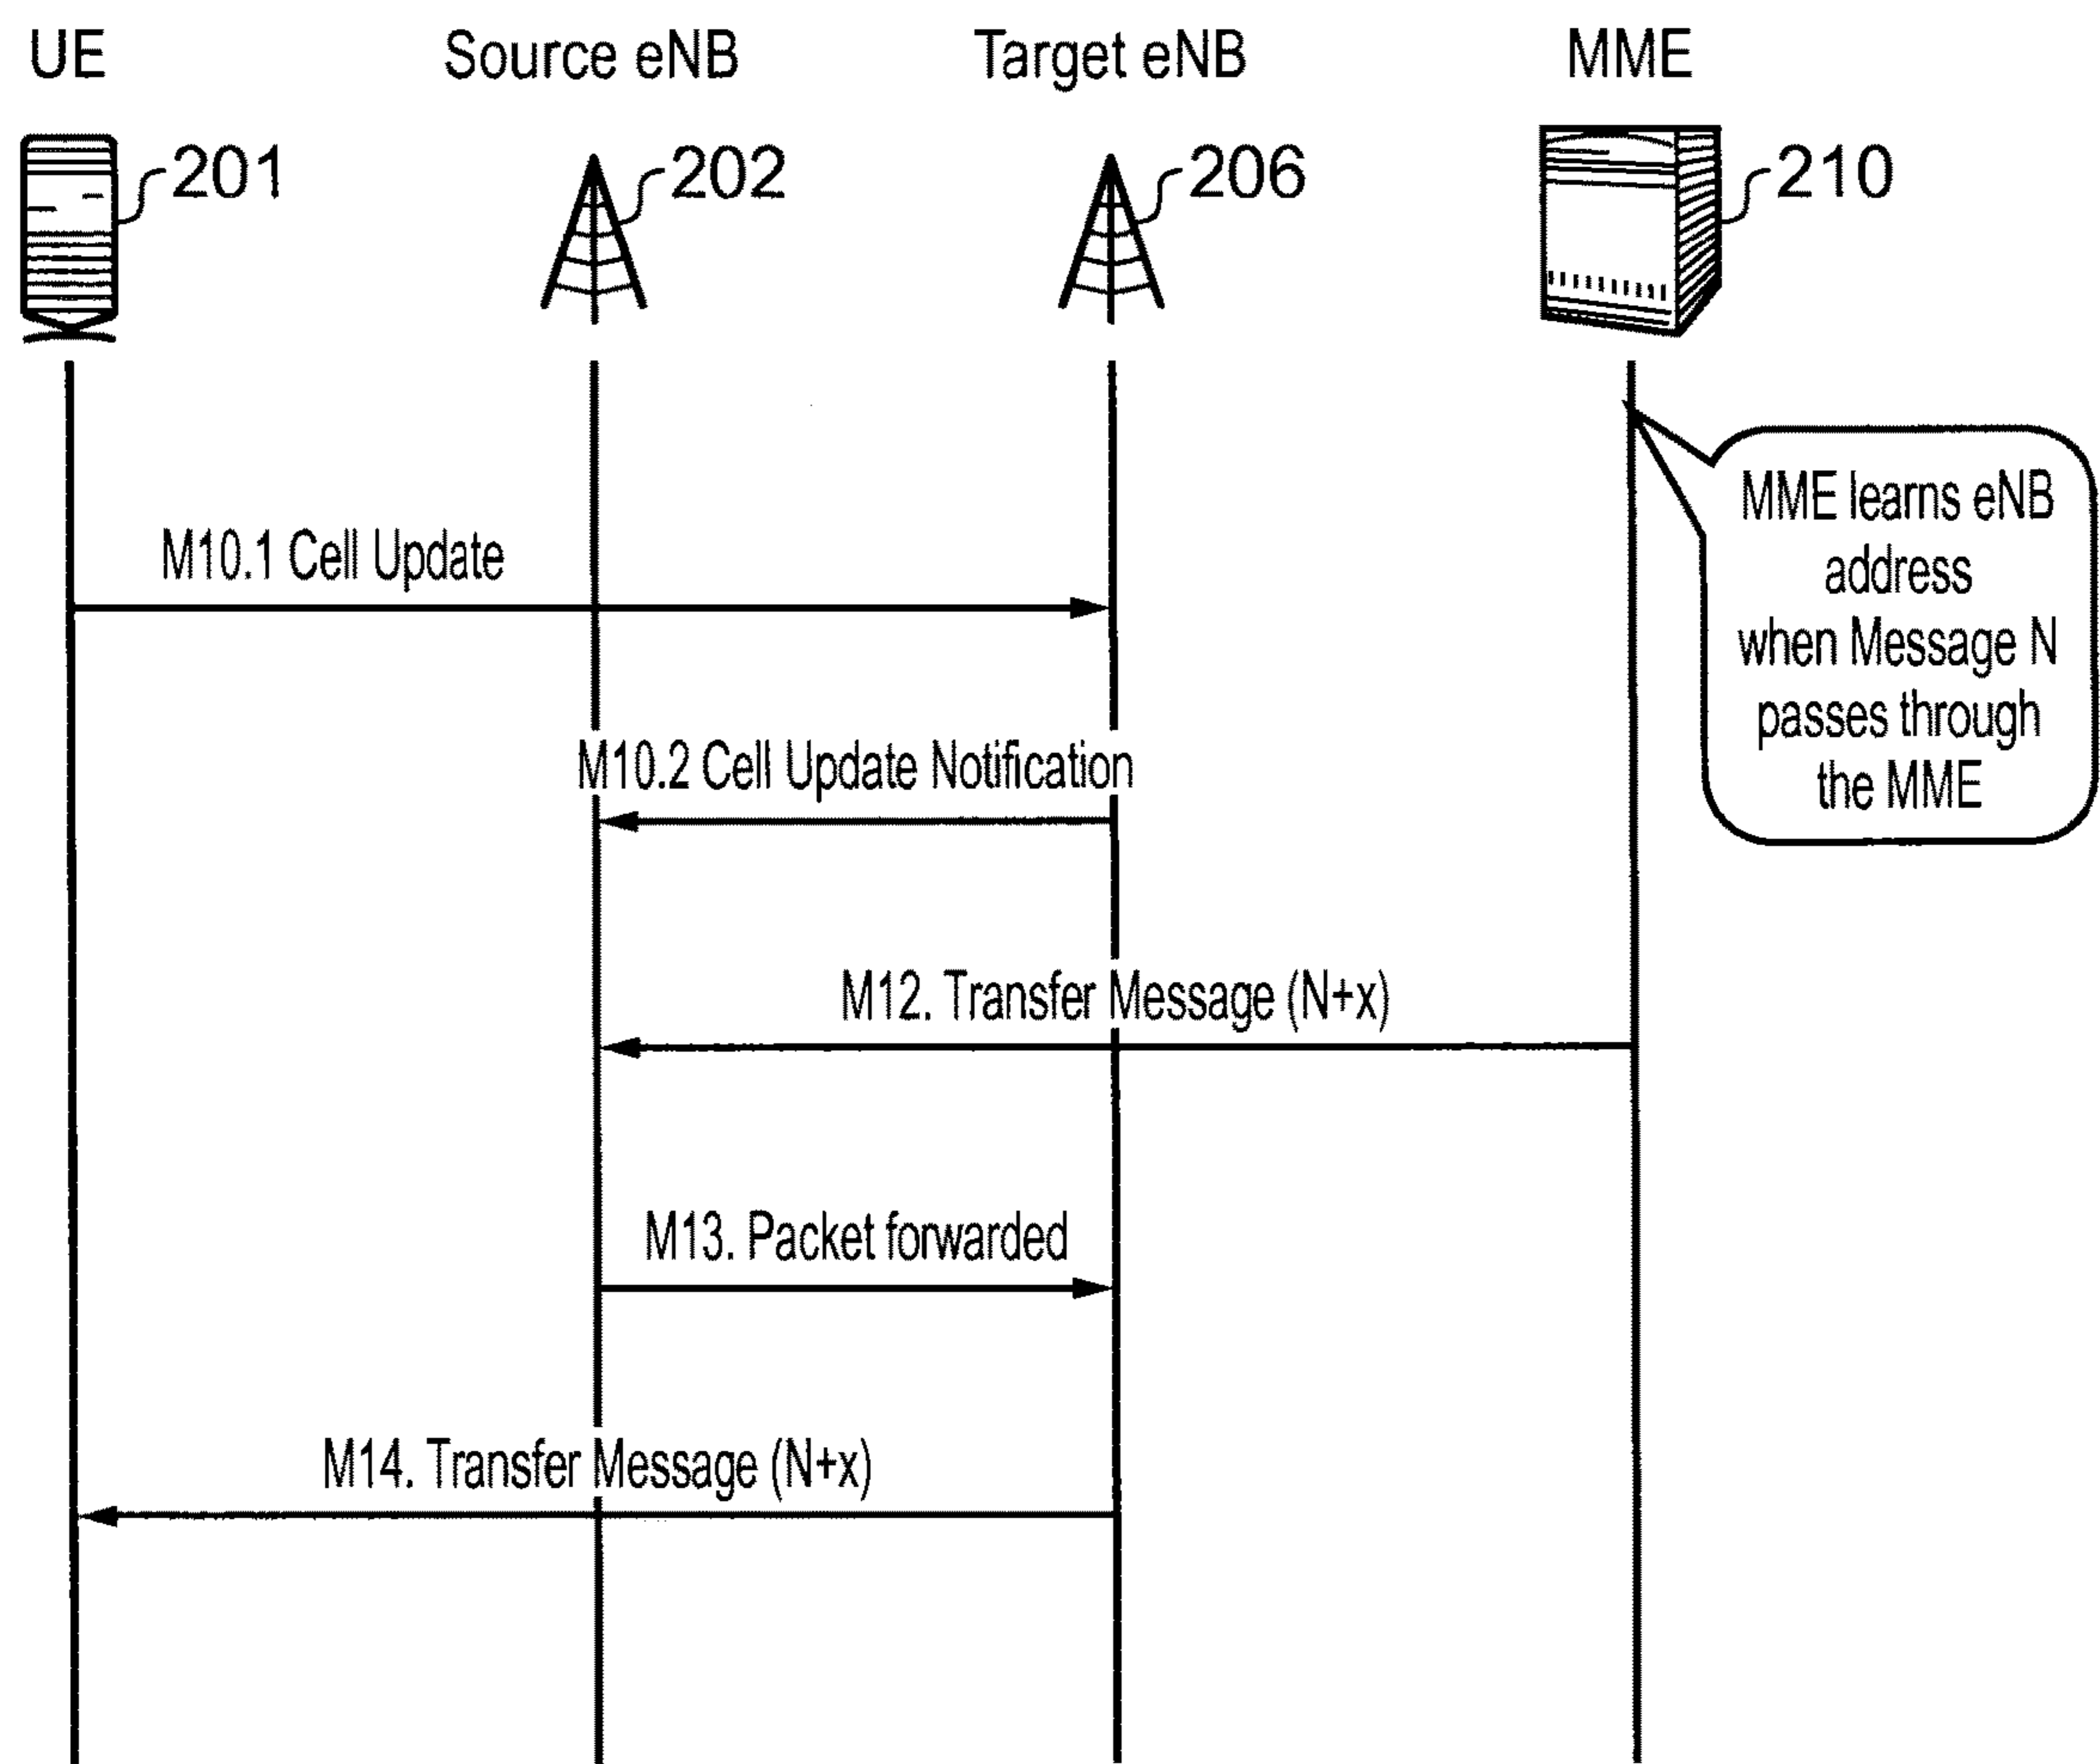 UE
Source eNB
Target eNB
MME
201
202
206
210
MME learns eNB
address
when Message N
passes through
the MME
M10.1 Cell Update
M10.2 Cell Update Notification
M12. Transfer Message (N+x)
M13. Packet forwarded
M14. Transfer Message (N+x)